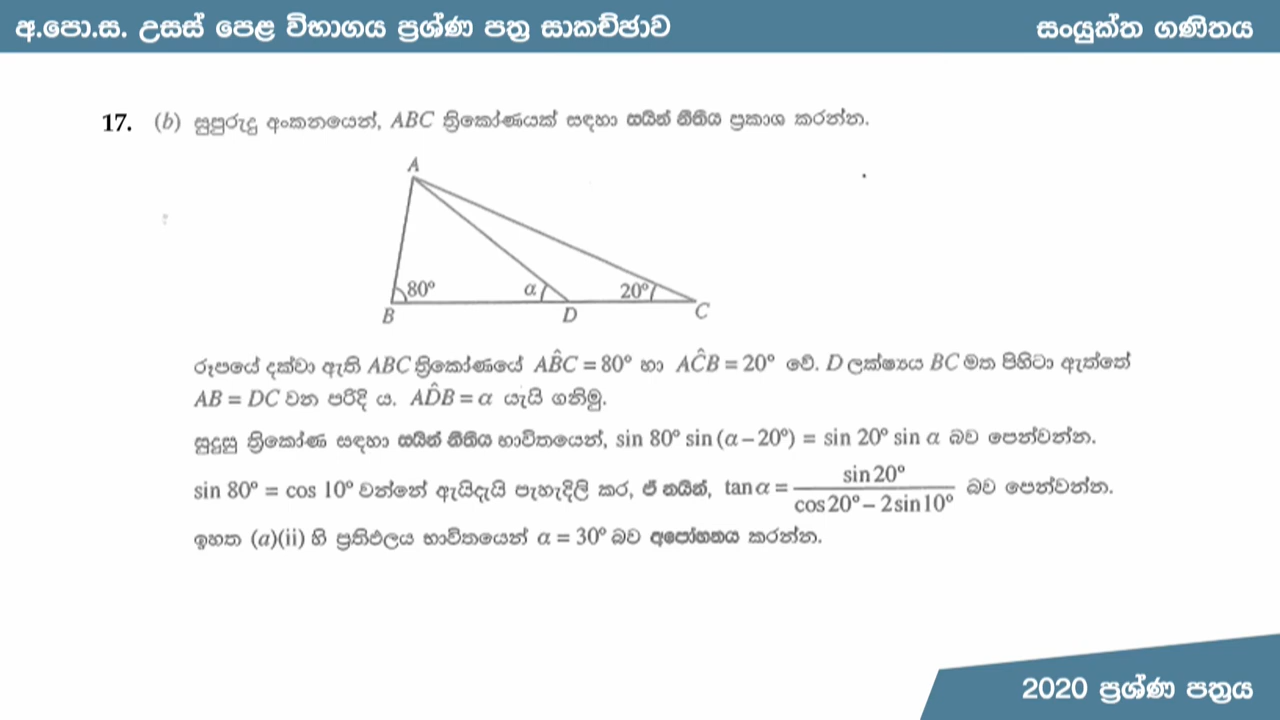 අ.පො.ස. උසස් පෙළ විභාගය ප්‍රශ්ණ පත්‍ර සාකච්ඡාව
සංයුක්ත ගණිතය
17. (b) සුපුරුදු අංකනයෙන්, ABC ත්‍රිකෝණයක් සඳහා සයින් නීතිය ප්‍රකාශ කරන්න.
A
80° α 20°
B D C
රූපයේ දක්වා ඇති ABC ත්‍රිකෝණයේ AB̂C = 80° හා AĈB = 20° වේ. D ලක්ෂ්‍යය BC මත පිහිටා ඇත්තේ
AB = DC වන පරිදි ය. AD̂B = α යැයි ගනිමු.
සුදුසු ත්‍රිකෝණ සඳහා සයින් නීතිය භාවිතයෙන්, sin 80° sin (α – 20°) = sin 20° sin α බව පෙන්වන්න.
sin 80° = cos 10° වන්නේ ඇයිදැයි පැහැදිලි කර, ඒ නයින්, tan α = sin 20° / cos 20° – 2 sin 10° බව පෙන්වන්න.
ඉහත (a)(ii) හි ප්‍රතිඵලය භාවිතයෙන් α = 30° බව අපෝහනය කරන්න.
2020 ප්‍රශ්ණ පත්‍රය